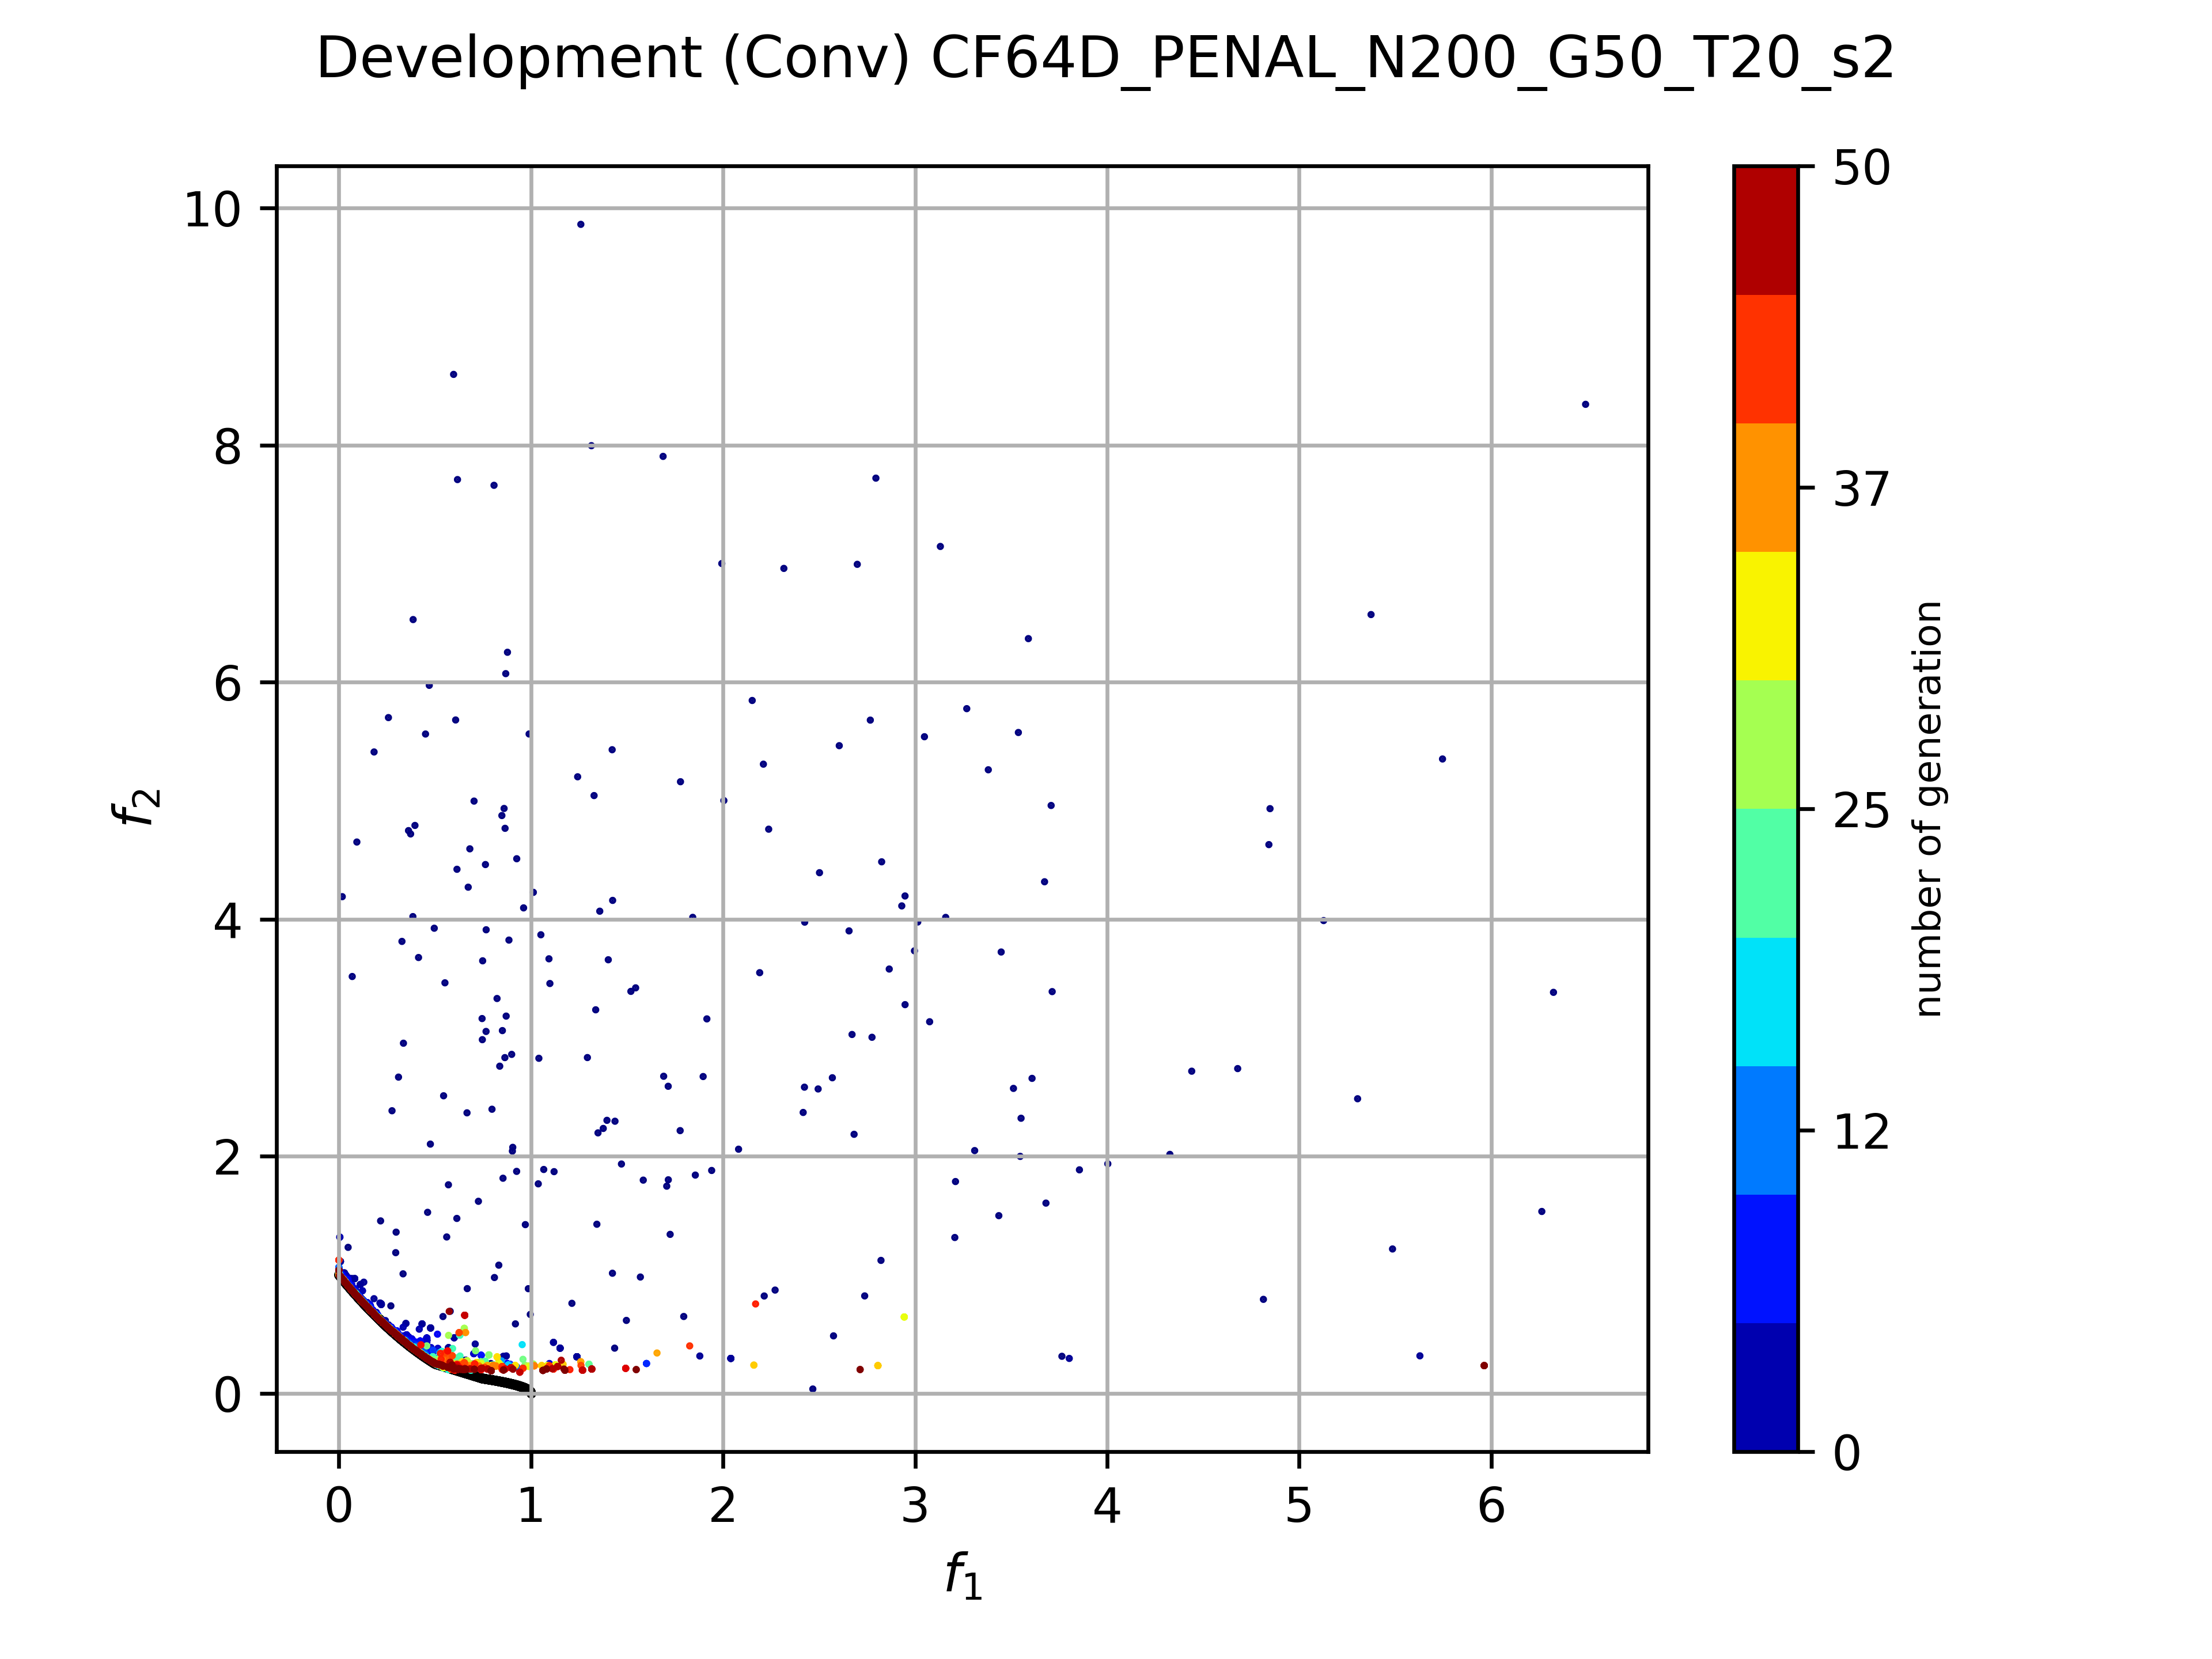 Development (Conv) CF64D_PENAL_N200_G50_T20_s2
10
8
6
4
2
0
f2
0 1 2 3 4 5 6
f1
50
37
25
12
0
number of generation